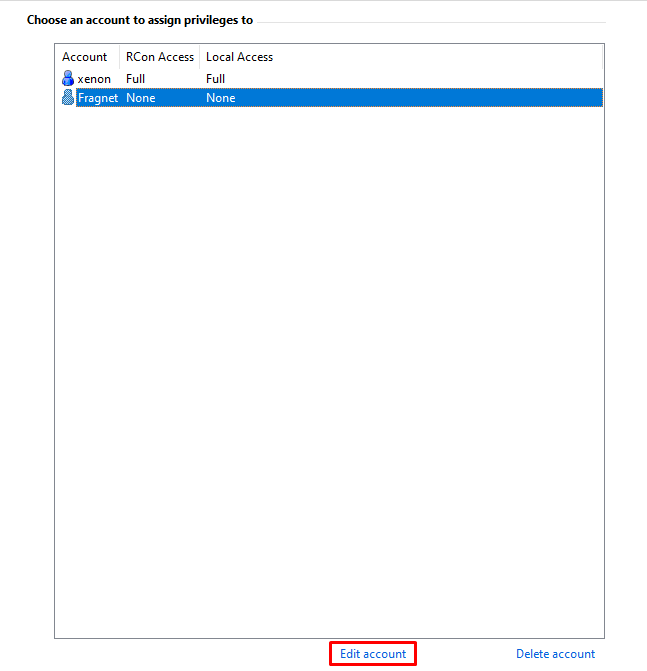 Choose an account to assign privileges to
Account RCon Access Local Access
xenon Full Full
Fragnet None None
Edit account Delete account